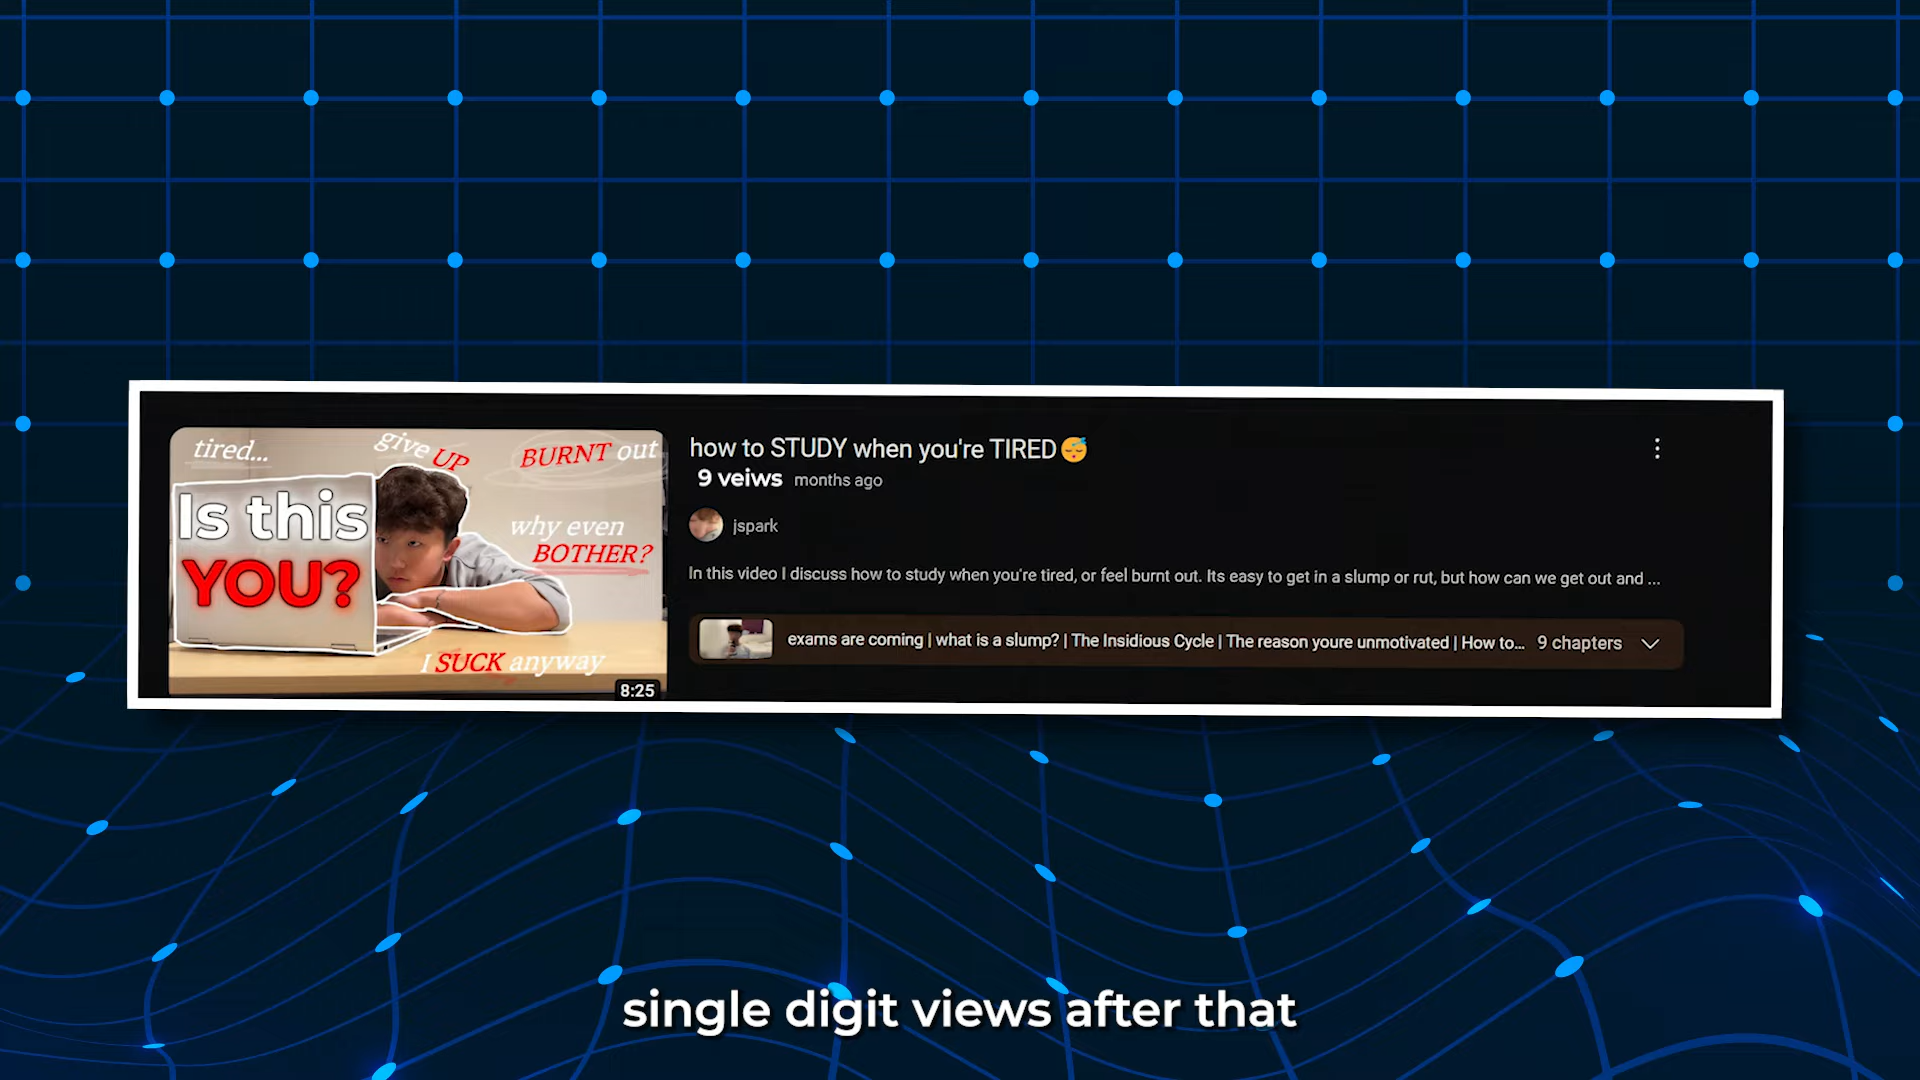 tired...
give UP
BURNT out
Is this
YOU?
why even
BOTHER?
I SUCK anyway
8:25
how to STUDY when you're TIRED😴
9 veiws months ago
jspark
In this video I discuss how to study when you're tired, or feel burnt out. Its easy to get in a slump or rut, but how can we get out and ...
exams are coming | what is a slump? | The Insidious Cycle | The reason youre unmotivated | How to... 9 chapters
single digit views after that